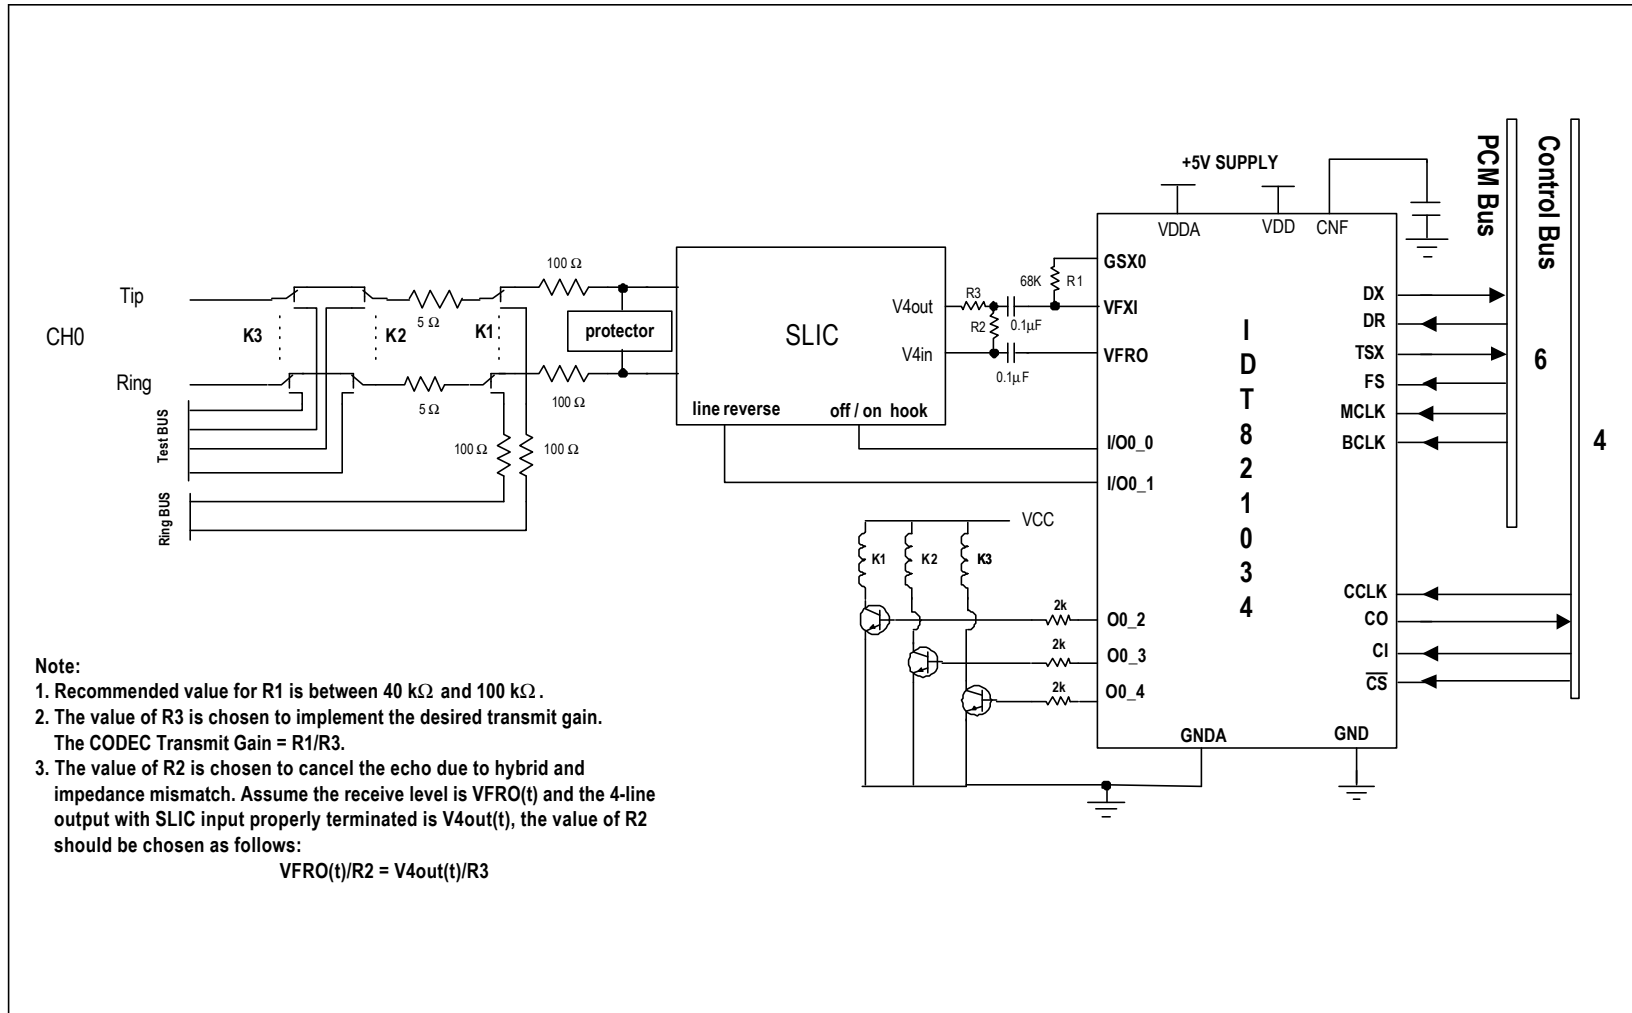 +5V SUPPLY
VDDA
VDD
CNF
PCM Bus
Control Bus
CH0
Tip
Ring
K3
K2
K1
5 Ω
5 Ω
100 Ω
100 Ω
100 Ω
100 Ω
protector
Test BUS
Ring BUS
SLIC
V4out
V4in
line reverse
off / on hook
R3
R2
0.1µF
0.1µF
68K
R1
GSX0
VFXI
VFRO
I/O0_0
I/O0_1
IDT821034
DX
DR
TSX
FS
MCLK
BCLK
6
4
VCC
K1
K2
K3
2k
2k
2k
O0_2
O0_3
O0_4
CCLK
CO
CI
CS
GNDA
GND
Note:
1. Recommended value for R1 is between 40 kΩ and 100 kΩ .
2. The value of R3 is chosen to implement the desired transmit gain.
The CODEC Transmit Gain = R1/R3.
3. The value of R2 is chosen to cancel the echo due to hybrid and
impedance mismatch. Assume the receive level is VFRO(t) and the 4-line
output with SLIC input properly terminated is V4out(t), the value of R2
should be chosen as follows:
VFRO(t)/R2 = V4out(t)/R3